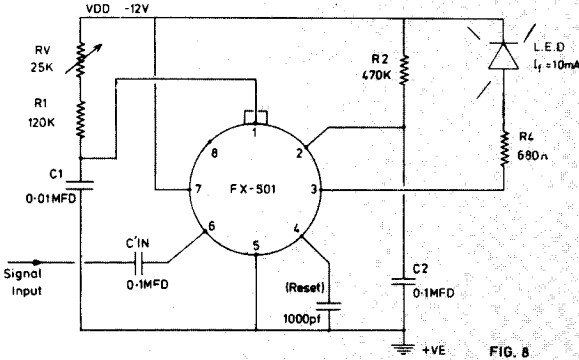 VDD -12V
RV
25K
R1
120K
C1
0·01MFD
Signal
Input
C'IN
0·1MFD
FX-501
1
2
3
4
5
6
7
8
(Reset)
1000pf
R2
470K
C2
0·1MFD
+VE
L.E.D
If =10mA
R4
680Ω
FIG. 8